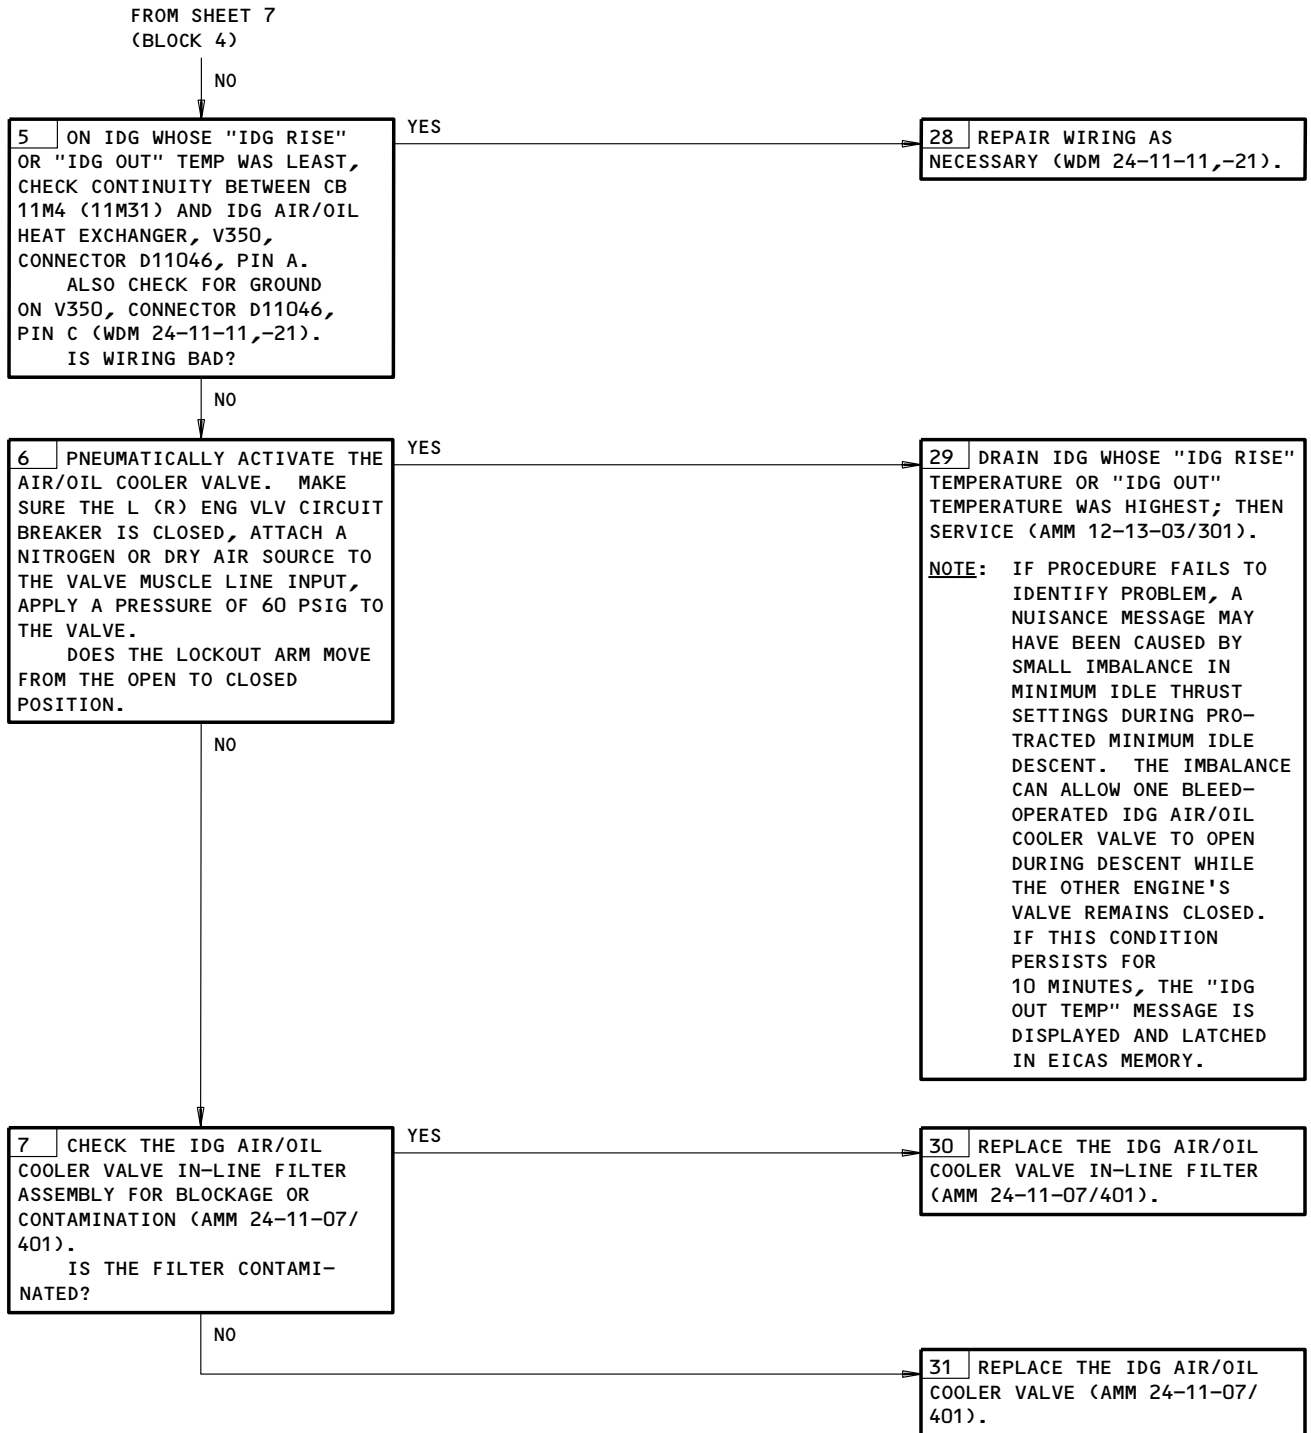 FROM SHEET 7
(BLOCK 4)
NO
5 ON IDG WHOSE "IDG RISE"
OR "IDG OUT" TEMP WAS LEAST,
CHECK CONTINUITY BETWEEN CB
11M4 (11M31) AND IDG AIR/OIL
HEAT EXCHANGER, V350,
CONNECTOR D11046, PIN A.
ALSO CHECK FOR GROUND
ON V350, CONNECTOR D11046,
PIN C (WDM 24-11-11,-21).
IS WIRING BAD?
YES
28 REPAIR WIRING AS
NECESSARY (WDM 24-11-11,-21).
NO
6 PNEUMATICALLY ACTIVATE THE
AIR/OIL COOLER VALVE. MAKE
SURE THE L (R) ENG VLV CIRCUIT
BREAKER IS CLOSED, ATTACH A
NITROGEN OR DRY AIR SOURCE TO
THE VALVE MUSCLE LINE INPUT,
APPLY A PRESSURE OF 60 PSIG TO
THE VALVE.
DOES THE LOCKOUT ARM MOVE
FROM THE OPEN TO CLOSED
POSITION.
YES
29 DRAIN IDG WHOSE "IDG RISE"
TEMPERATURE OR "IDG OUT"
TEMPERATURE WAS HIGHEST; THEN
SERVICE (AMM 12-13-03/301).
NOTE: IF PROCEDURE FAILS TO
IDENTIFY PROBLEM, A
NUISANCE MESSAGE MAY
HAVE BEEN CAUSED BY
SMALL IMBALANCE IN
MINIMUM IDLE THRUST
SETTINGS DURING PRO-
TRACTED MINIMUM IDLE
DESCENT. THE IMBALANCE
CAN ALLOW ONE BLEED-
OPERATED IDG AIR/OIL
COOLER VALVE TO OPEN
DURING DESCENT WHILE
THE OTHER ENGINE'S
VALVE REMAINS CLOSED.
IF THIS CONDITION
PERSISTS FOR
10 MINUTES, THE "IDG
OUT TEMP" MESSAGE IS
DISPLAYED AND LATCHED
IN EICAS MEMORY.
NO
7 CHECK THE IDG AIR/OIL
COOLER VALVE IN-LINE FILTER
ASSEMBLY FOR BLOCKAGE OR
CONTAMINATION (AMM 24-11-07/
401).
IS THE FILTER CONTAMI-
NATED?
YES
30 REPLACE THE IDG AIR/OIL
COOLER VALVE IN-LINE FILTER
(AMM 24-11-07/401).
NO
31 REPLACE THE IDG AIR/OIL
COOLER VALVE (AMM 24-11-07/
401).